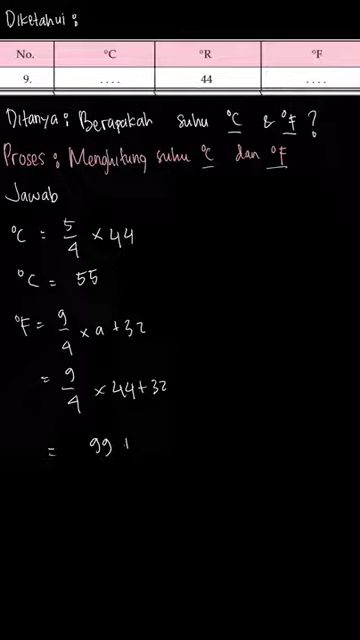 Diketahui :
No. °C °R °F
9. .... 44 ....
Ditanya : Berapakah suhu °C & °F ?
Proses : Menghitung suhu °C dan °F
Jawab
°C = 5/4 × 44
°C = 55
°F = 9/4 × a + 32
= 9/4 × 44 + 32
= 99